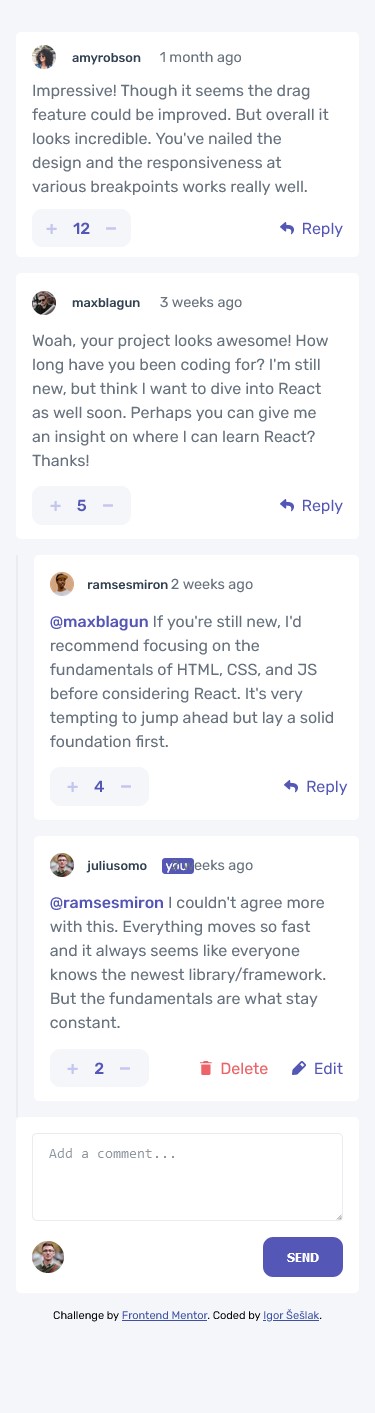 amyrobson 1 month ago
Impressive! Though it seems the drag
feature could be improved. But overall it
looks incredible. You've nailed the
design and the responsiveness at
various breakpoints works really well.
+ 12 − Reply
maxblagun 3 weeks ago
Woah, your project looks awesome! How
long have you been coding for? I'm still
new, but think I want to dive into React
as well soon. Perhaps you can give me
an insight on where I can learn React?
Thanks!
+ 5 − Reply
ramsesmiron 2 weeks ago
@maxblagun If you're still new, I'd
recommend focusing on the
fundamentals of HTML, CSS, and JS
before considering React. It's very
tempting to jump ahead but lay a solid
foundation first.
+ 4 − Reply
juliusomo you weeks ago
@ramsesmiron I couldn't agree more
with this. Everything moves so fast
and it always seems like everyone
knows the newest library/framework.
But the fundamentals are what stay
constant.
+ 2 − Delete Edit
Add a comment...
SEND
Challenge by Frontend Mentor. Coded by Igor Šešlak.